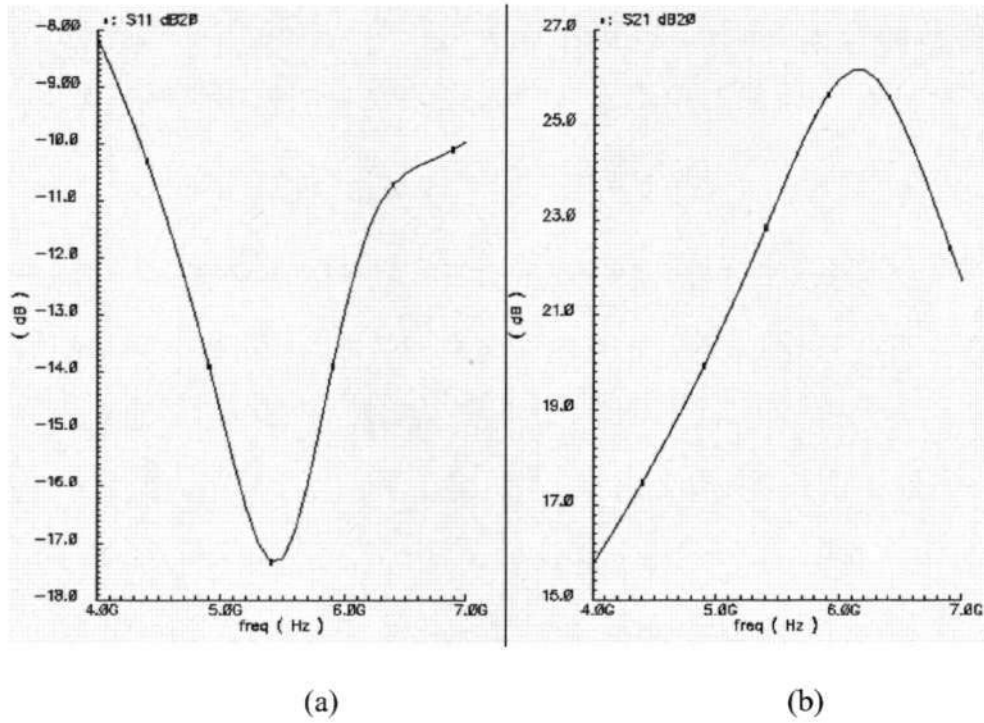 S11 dB20
-8.00
-9.00
-10.0
-11.0
-12.0
-13.0
-14.0
-15.0
-16.0
-17.0
-18.0
( dB )
4.0G 5.0G 6.0G 7.0G
freq ( Hz )
(a)
S21 dB20
27.0
25.0
23.0
21.0
19.0
17.0
15.0
( dB )
4.0G 5.0G 6.0G 7.0G
freq ( Hz )
(b)